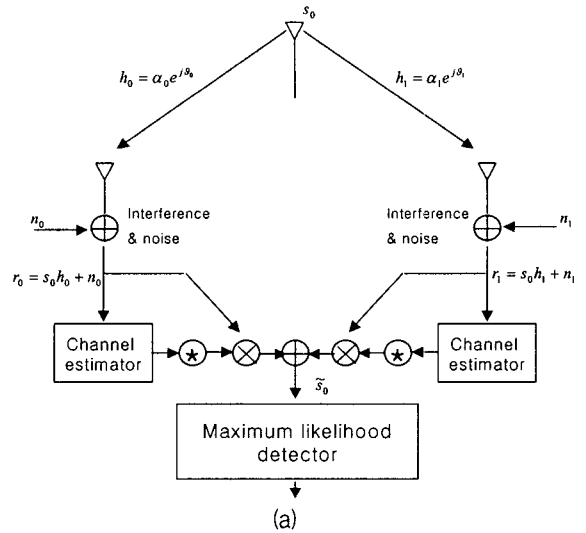 s₀
h₀ = α₀e^{jθ₀}
h₁ = α₁e^{jθ₁}
n₀
Interference
& noise
Interference
& noise
n₁
r₀ = s₀h₀ + n₀
r₁ = s₀h₁ + n₁
Channel
estimator
*
×
+
×
*
Channel
estimator
s̃₀
Maximum likelihood
detector
(a)